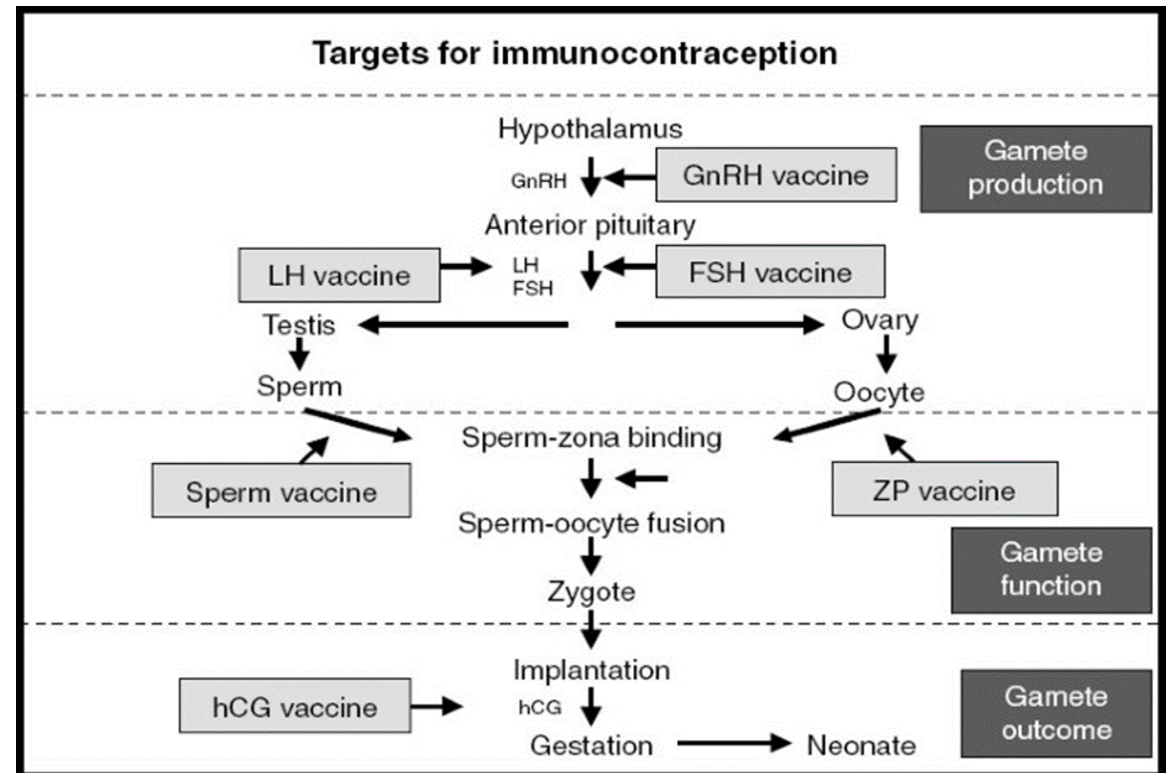 Targets for immunocontraception
Hypothalamus
Gamete
production
GnRH
GnRH vaccine
Anterior pituitary
LH vaccine
LH
FSH
FSH vaccine
Testis
Ovary
Sperm
Oocyte
Sperm-zona binding
Sperm vaccine
ZP vaccine
Sperm-oocyte fusion
Gamete
function
Zygote
Implantation
hCG vaccine
hCG
Gamete
outcome
Gestation
Neonate